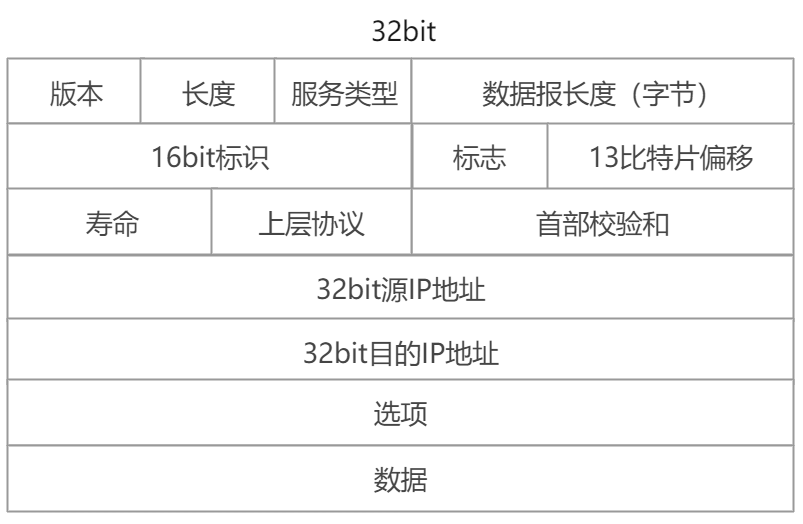 32bit
版本 长度 服务类型 数据报长度（字节）
16bit标识 标志 13比特片偏移
寿命 上层协议 首部校验和
32bit源IP地址
32bit目的IP地址
选项
数据